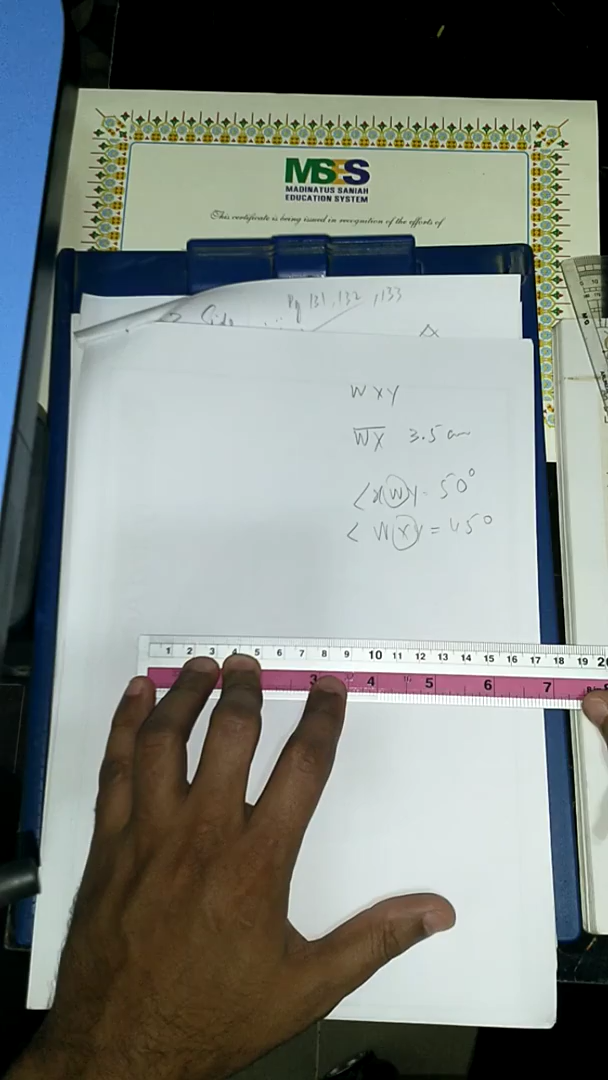 MSES
MADINATUS SANIAH
EDUCATION SYSTEM
This certificate is being issued in recognition of the efforts of
Pg 131, 132, 133
W X Y
WX 3.5 cm
<XWY = 50°
<WXY = 45°
1 2 3 4 5 6 7 8 9 10 11 12 13 14 15 16 17 18 19 20
3 4 5 6 7 8